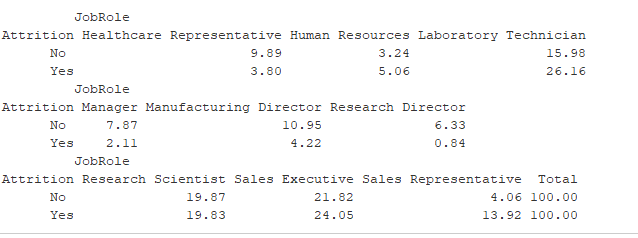 JobRole
Attrition Healthcare Representative Human Resources Laboratory Technician
No 9.89 3.24 15.98
Yes 3.80 5.06 26.16
JobRole
Attrition Manager Manufacturing Director Research Director
No 7.87 10.95 6.33
Yes 2.11 4.22 0.84
JobRole
Attrition Research Scientist Sales Executive Sales Representative Total
No 19.87 21.82 4.06 100.00
Yes 19.83 24.05 13.92 100.00